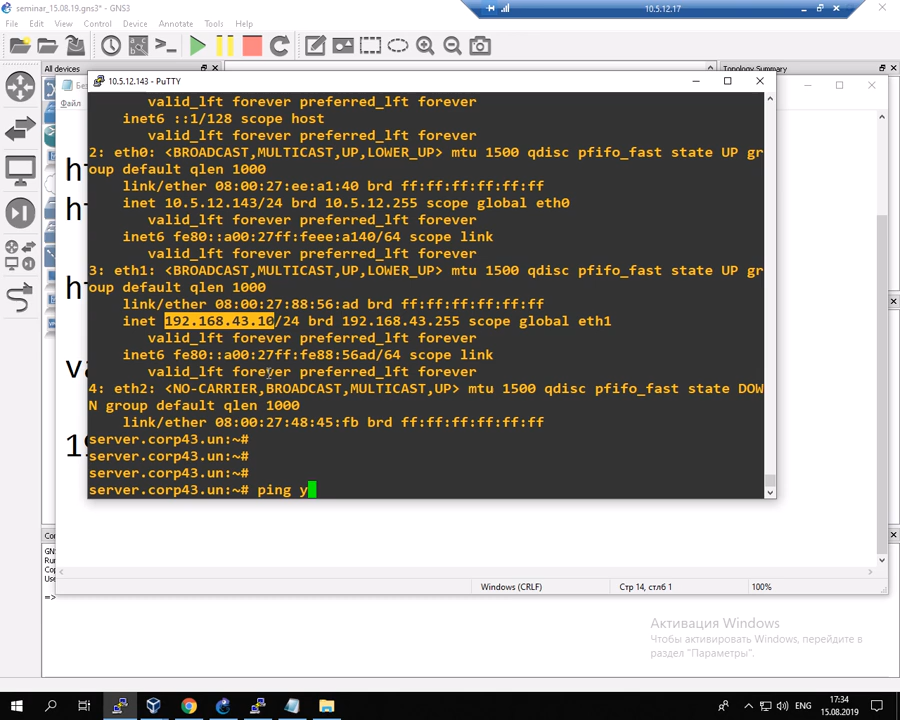 seminar_15.08.19.gns3* - GNS3
10.5.12.17
File Edit View Control Device Annotate Tools Help
All devices
Topology Summary
10.5.12.143 - PuTTY
Файл
valid_lft forever preferred_lft forever
inet6 ::1/128 scope host
valid_lft forever preferred_lft forever
2: eth0: <BROADCAST,MULTICAST,UP,LOWER_UP> mtu 1500 qdisc pfifo_fast state UP gr
oup default qlen 1000
link/ether 08:00:27:ee:a1:40 brd ff:ff:ff:ff:ff:ff
inet 10.5.12.143/24 brd 10.5.12.255 scope global eth0
valid_lft forever preferred_lft forever
inet6 fe80::a00:27ff:feee:a140/64 scope link
valid_lft forever preferred_lft forever
3: eth1: <BROADCAST,MULTICAST,UP,LOWER_UP> mtu 1500 qdisc pfifo_fast state UP gr
oup default qlen 1000
link/ether 08:00:27:88:56:ad brd ff:ff:ff:ff:ff:ff
inet 192.168.43.10/24 brd 192.168.43.255 scope global eth1
valid_lft forever preferred_lft forever
inet6 fe80::a00:27ff:fe88:56ad/64 scope link
valid_lft forever preferred_lft forever
4: eth2: <NO-CARRIER,BROADCAST,MULTICAST,UP> mtu 1500 qdisc pfifo_fast state DOW
N group default qlen 1000
link/ether 08:00:27:48:45:fb brd ff:ff:ff:ff:ff:ff
server.corp43.un:~#
server.corp43.un:~#
server.corp43.un:~#
server.corp43.un:~# ping y
=>
Windows (CRLF) Стр 14, стлб 1 100%
Активация Windows
Чтобы активировать Windows, перейдите в
раздел "Параметры".
ENG
17:34
15.08.2019